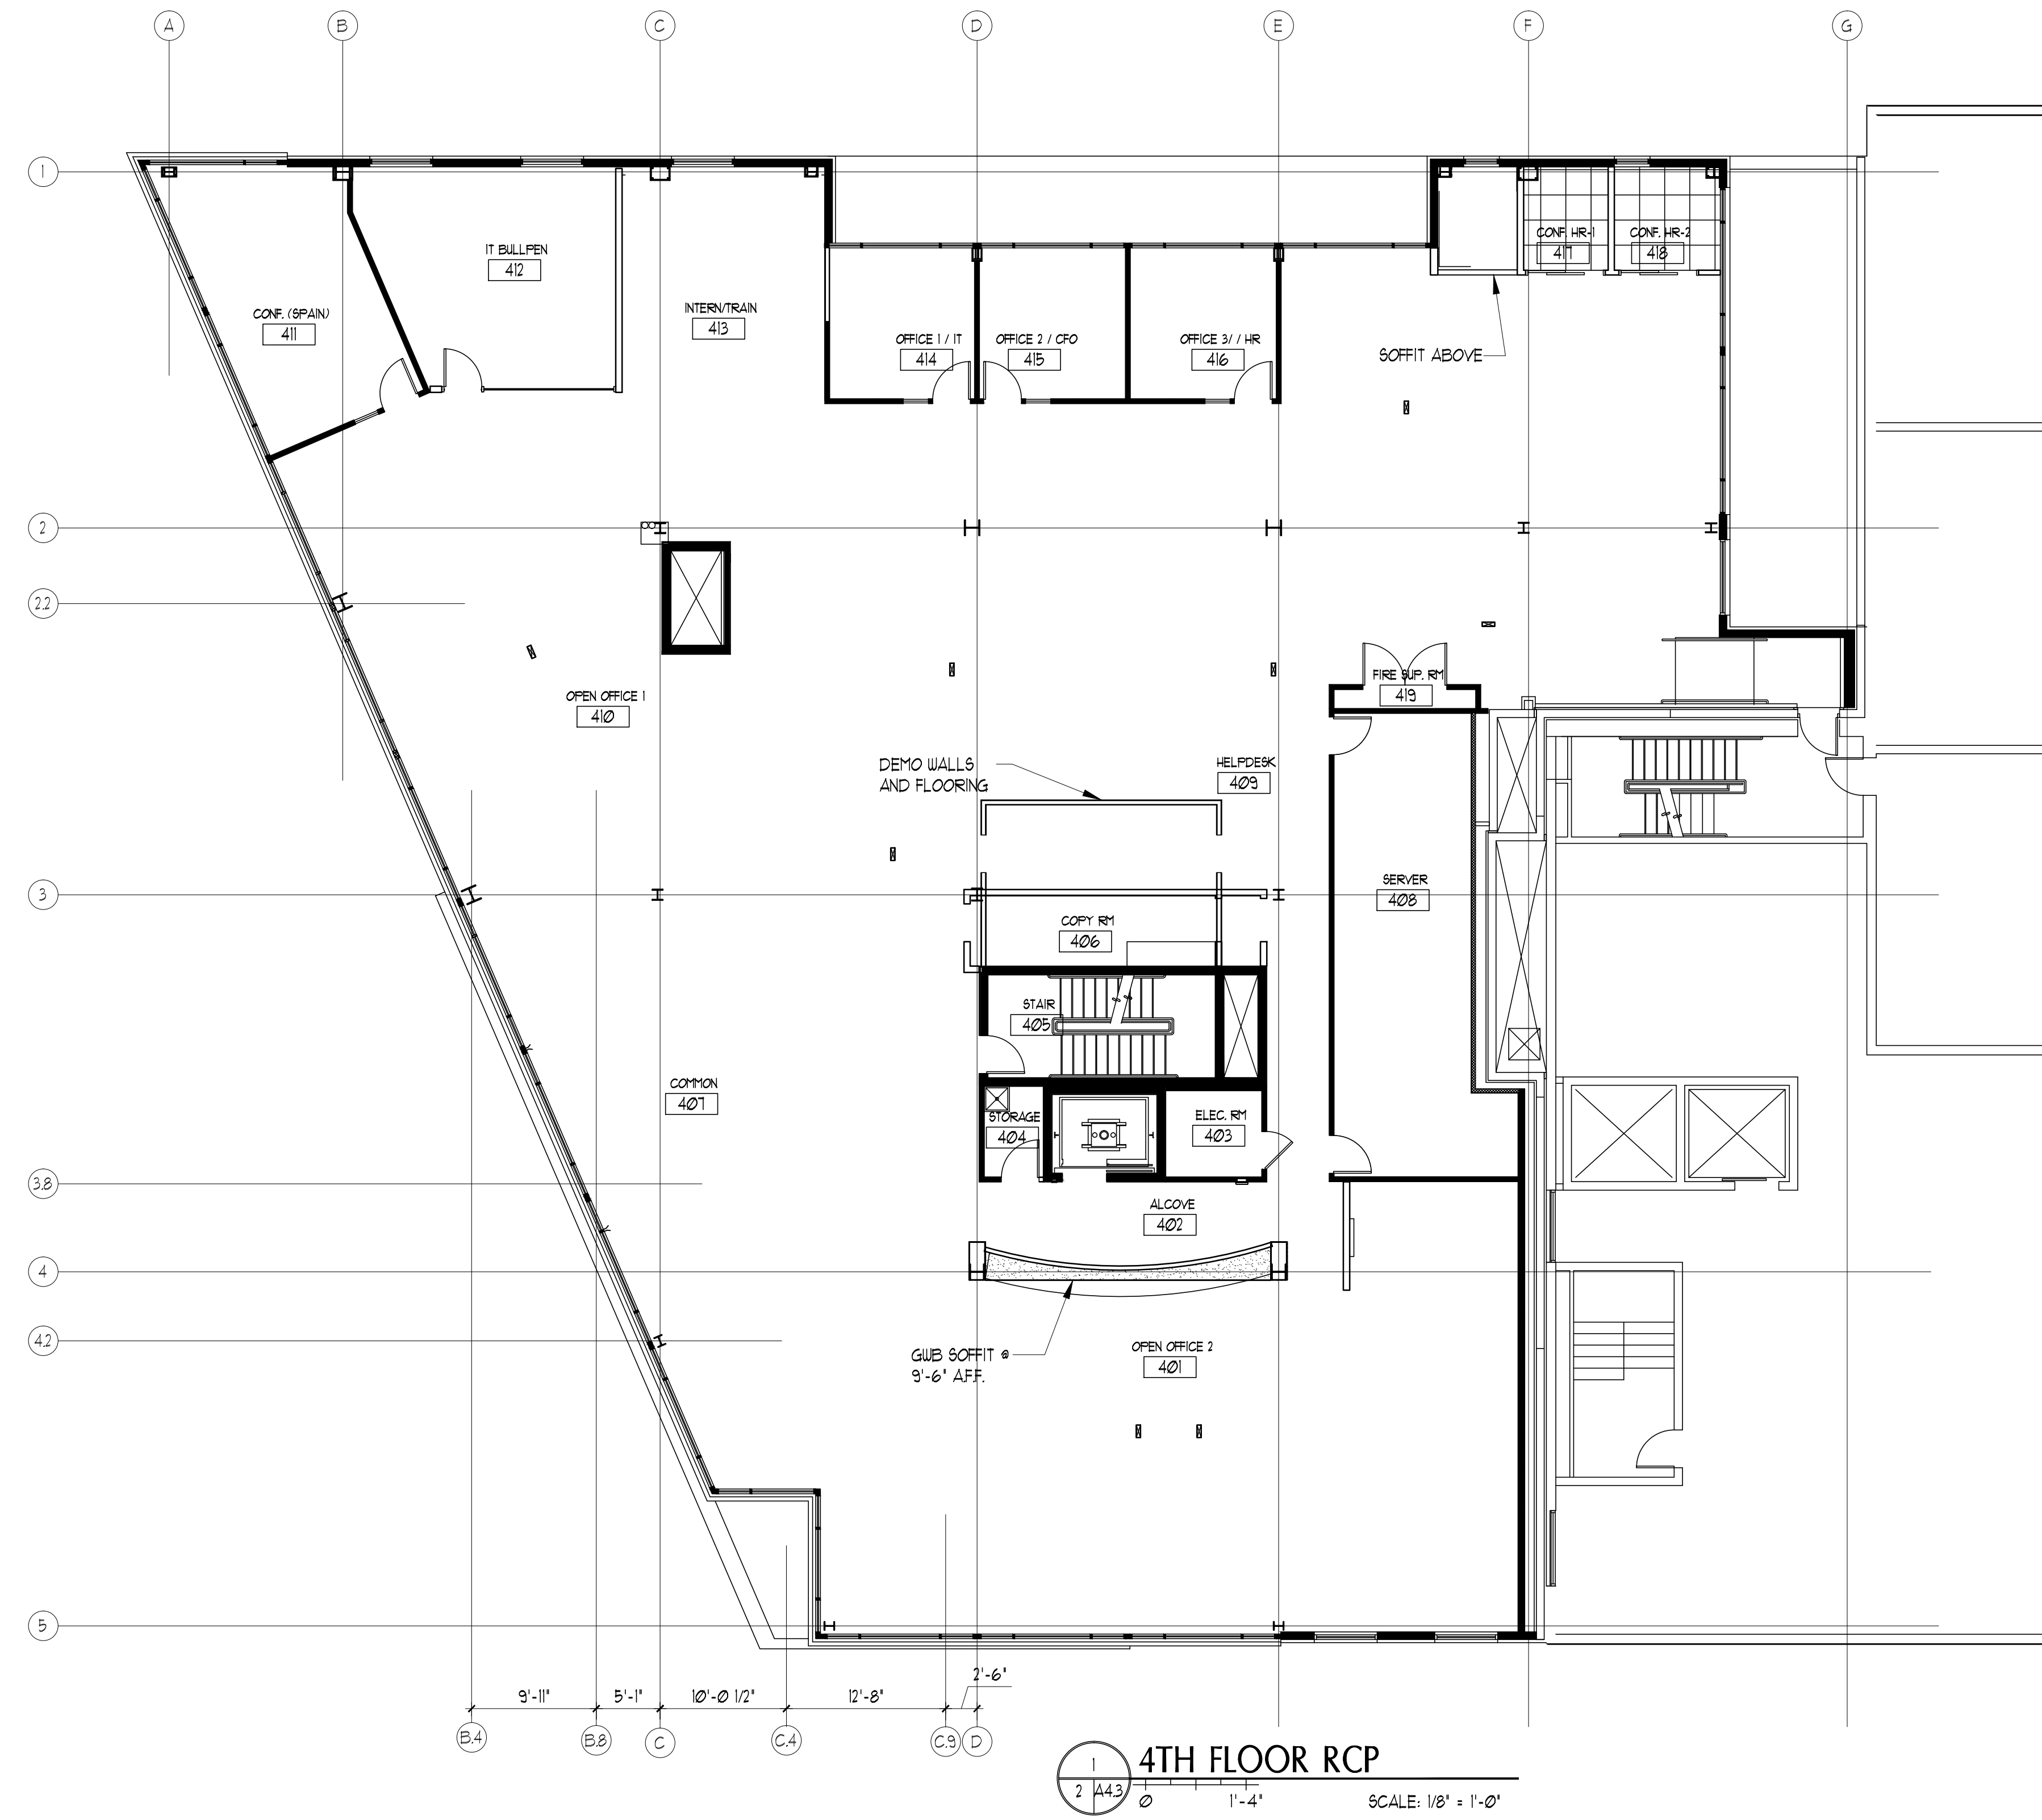 A B C D E F G
1
CONF. HR-1 CONF. HR-2
417 418
IT BULLPEN
412
INTERN/TRAIN
413
CONF. (SPAIN)
411
OFFICE 1 / IT OFFICE 2 / CFO OFFICE 3/ / HR
414 415 416
SOFFIT ABOVE
2
2.2
FIRE SUP. RM
419
OPEN OFFICE 1
410
DEMO WALLS
AND FLOORING
HELPDESK
409
3
SERVER
408
COPY RM
406
STAIR
405
COMMON
407
STORAGE
404
ELEC. RM
403
3.8
ALCOVE
402
4
4.2
GWB SOFFIT @
9'-6" A.F.F.
OPEN OFFICE 2
401
5
2'-6"
9'-11" 5'-1" 10'-0 1/2" 12'-8"
B.4 B.8 C C.4 C.9 D
1
2 A4.3
4TH FLOOR RCP
0 1'-4" SCALE: 1/8" = 1'-0"